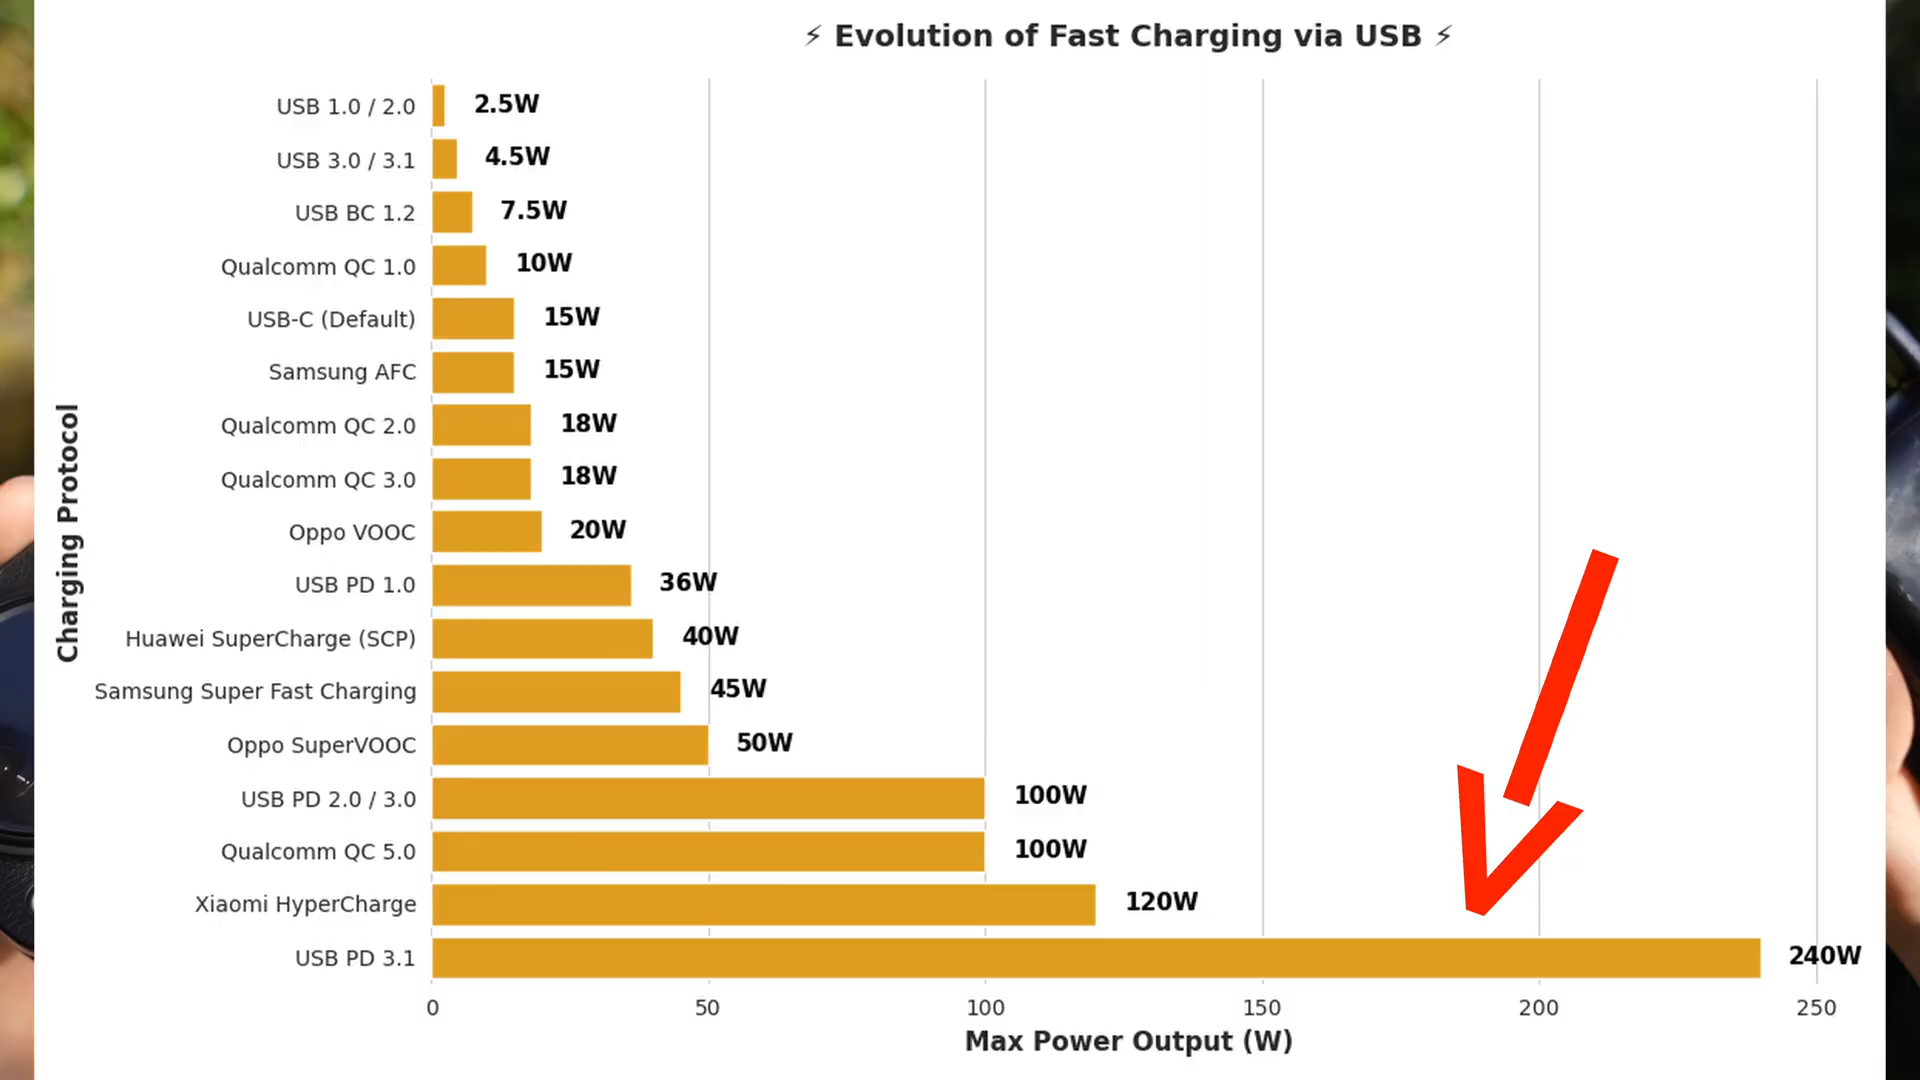 ⚡ Evolution of Fast Charging via USB ⚡
USB 1.0 / 2.0 2.5W
USB 3.0 / 3.1 4.5W
USB BC 1.2 7.5W
Qualcomm QC 1.0 10W
USB-C (Default) 15W
Samsung AFC 15W
Qualcomm QC 2.0 18W
Qualcomm QC 3.0 18W
Oppo VOOC 20W
USB PD 1.0 36W
Huawei SuperCharge (SCP) 40W
Samsung Super Fast Charging 45W
Oppo SuperVOOC 50W
USB PD 2.0 / 3.0 100W
Qualcomm QC 5.0 100W
Xiaomi HyperCharge 120W
USB PD 3.1 240W
Charging Protocol
0 50 100 150 200 250
Max Power Output (W)